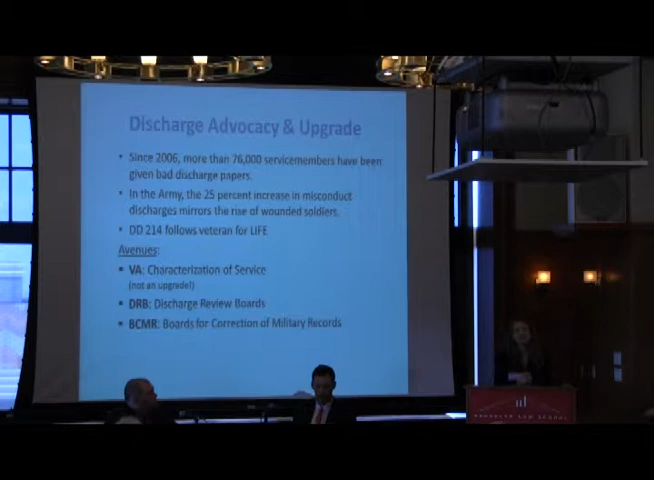 Discharge Advocacy & Upgrade
• Since 2006, more than 76,000 servicemembers have been
given bad discharge papers.
• In the Army, the 25 percent increase in misconduct
discharges mirrors the rise of wounded soldiers.
• DD 214 follows veteran for LIFE
Avenues:
• VA: Characterization of Service
(not an upgrade!)
• DRB: Discharge Review Boards
• BCMR: Boards for Correction of Military Records
BROOKLYN LAW SCHOOL